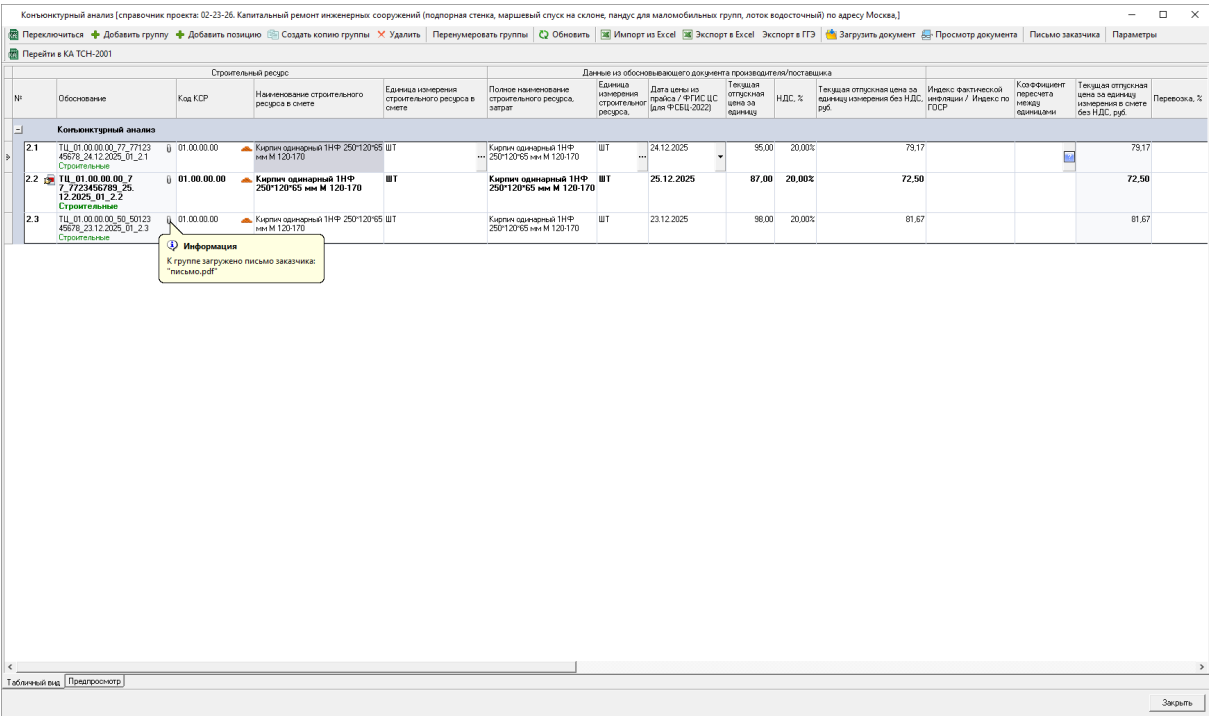 Конъюнктурный анализ [справочник проекта: 02-23-26. Капитальный ремонт инженерных сооружений (подпорная стенка, маршевый спуск на склоне, пандус для маломобильных групп, лоток водосточный) по адресу Москва,]
Переключиться Добавить группу Добавить позицию Создать копию группы Удалить Перенумеровать группы Обновить Импорт из Excel Экспорт в Excel Экспорт в ГГЭ Загрузить документ Просмотр документа Письмо заказчика Параметры
Перейти в КА ТСН-2001
Строительный ресурс Данные из обосновывающего документа производителя/поставщика
№ Обоснование Код КСР
Наименование строительного
ресурса в смете
Единица измерения
строительного ресурса в
смете
Полное наименование
строительного ресурса,
затрат
Единица
измерения
строительног
ресурса,
Дата цены из
прайса / ФГИС ЦС
(для ФСБЦ-2022)
Текущая
отпускная
цена за
единицу
НДС, %
Текущая отпускная цена за
единицу измерения без НДС,
руб.
Индекс фактической
инфляции / Индекс по
ГОСР
Коэффициент
пересчета
между
единицами
Текущая отпускная
цена за единицу
измерения в смете
без НДС, руб.
Перевозка, %
Конъюнктурный анализ
2.1 ТЦ_01.00.00.00_77_77123
45678_24.12.2025_01_2.1
Строительные
01.00.00.00
Кирпич одинарный 1НФ 250*120*65
мм М 120-170
ШТ ...
Кирпич одинарный 1НФ
250*120*65 мм М 120-170
ШТ ... 24.12.2025 95,00 20,00% 79,17 79,17
2.2 ТЦ_01.00.00.00_7
7_7723456789_25.
12.2025_01_2.2
Строительные
01.00.00.00
Кирпич одинарный 1НФ
250*120*65 мм М 120-170
ШТ
Кирпич одинарный 1НФ
250*120*65 мм М 120-170
ШТ 25.12.2025 87,00 20,00% 72,50 72,50
2.3 ТЦ_01.00.00.00_50_50123
45678_23.12.2025_01_2.3
Строительные
01.00.00.00
Кирпич одинарный 1НФ 250*120*65
мм М 120-170
ШТ
Кирпич одинарный 1НФ
250*120*65 мм М 120-170
ШТ 23.12.2025 98,00 20,00% 81,67 81,67
Информация
К группе загружено письмо заказчика:
"письмо.pdf"
Табличный вид Предпросмотр
Закрыть